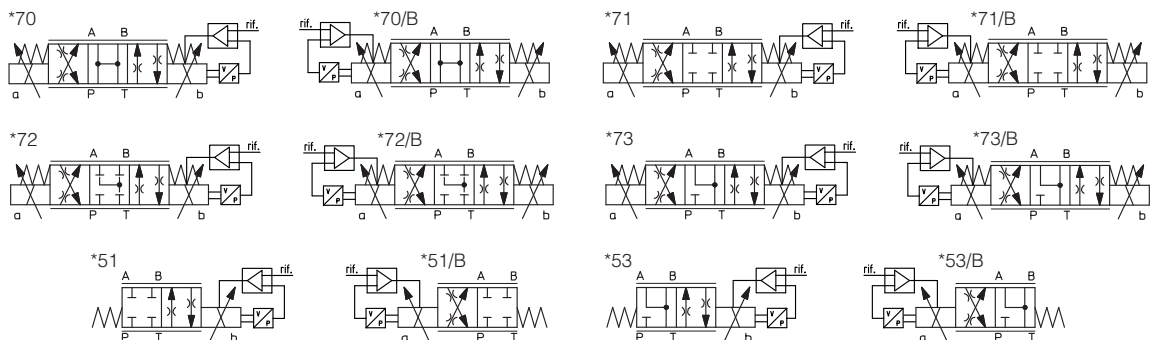 *70 *70/B *71 *71/B
A B rif. rif. A B A B rif. rif. A B
V/P V/P V/P V/P
a P T b a P T b a P T b a P T b
*72 *72/B *73 *73/B
A B rif. rif. A B A B rif. rif. A B
V/P V/P V/P V/P
a P T b a P T b a P T b a P T b
*51 *51/B *53 *53/B
A B rif. rif. A B A B rif. rif. A B
V/P V/P V/P V/P
P T b a P T P T b a P T